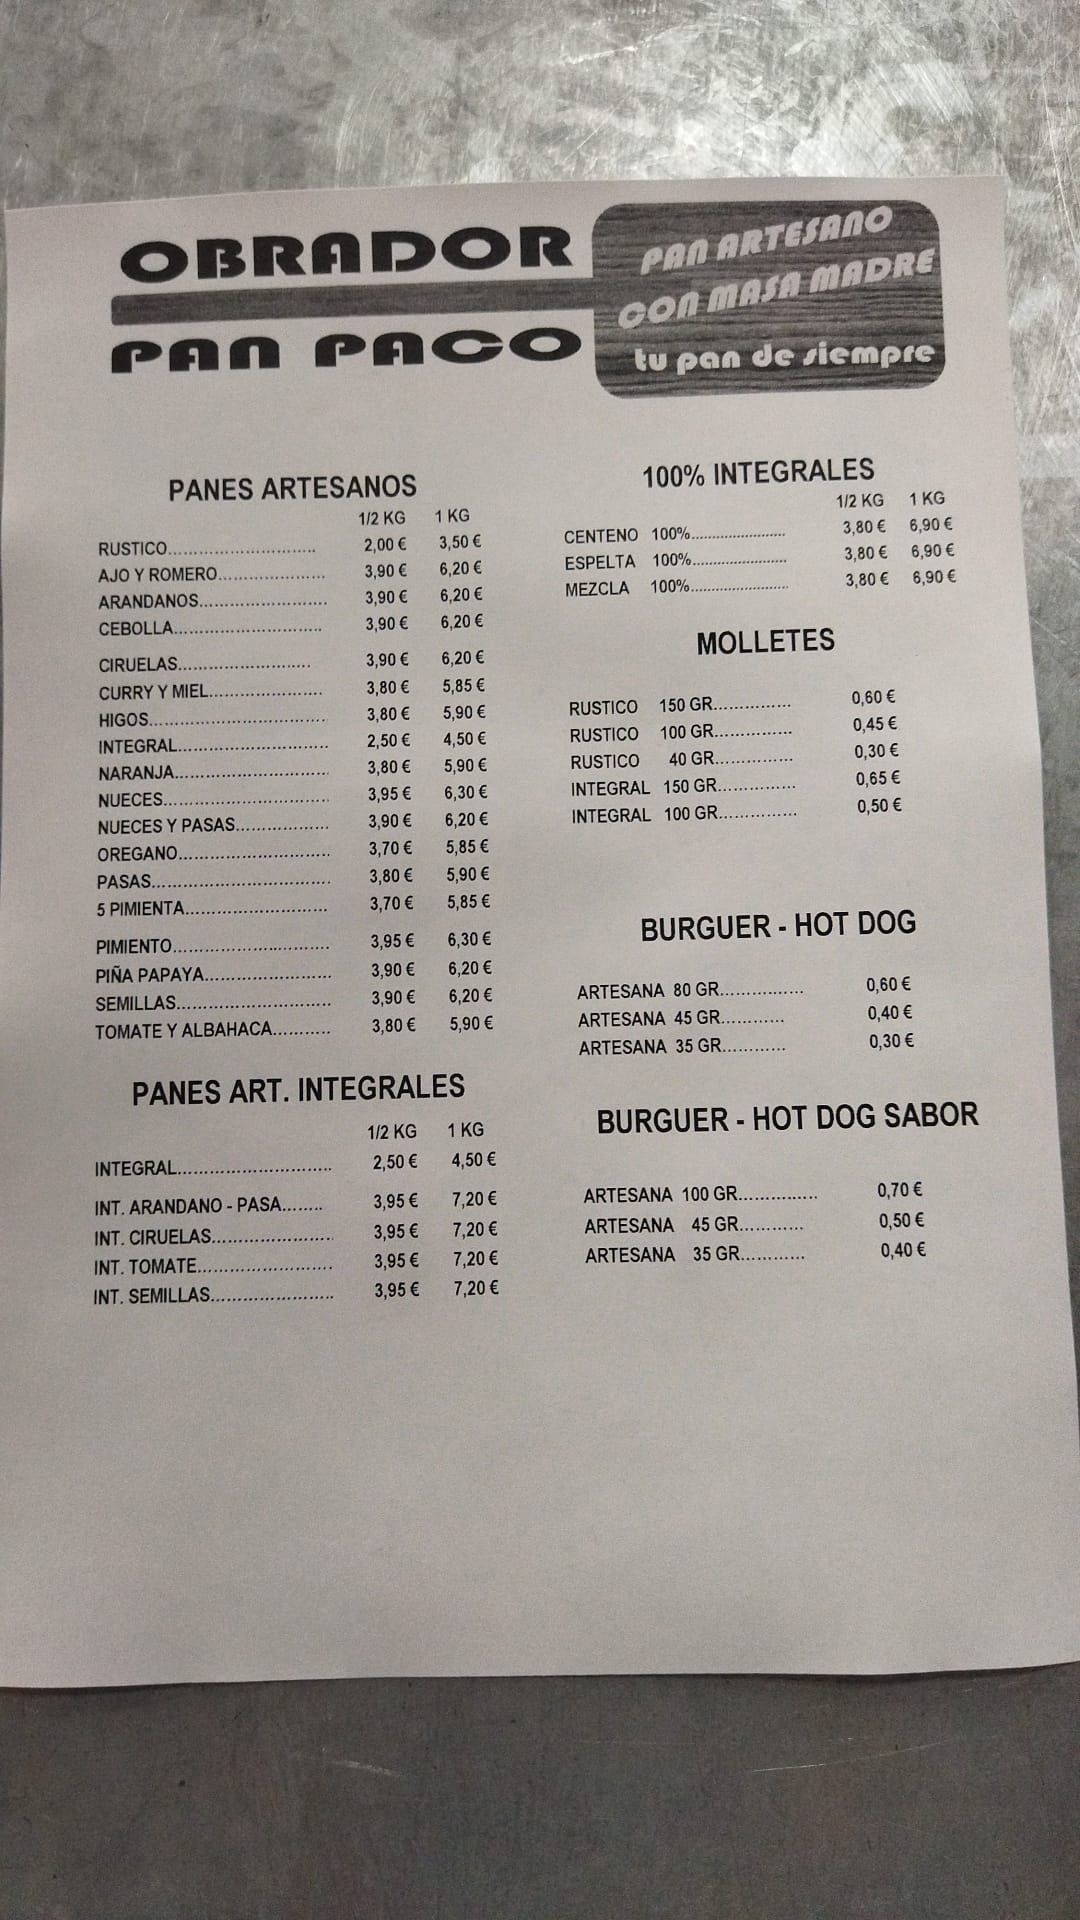 OBRADOR
PAN PACO
PAN ARTESANO
CON MASA MADRE
tu pan de siempre
PANES ARTESANOS
1/2 KG 1 KG
RUSTICO.............................. 2,00 € 3,50 €
AJO Y ROMERO...................... 3,90 € 6,20 €
ARANDANOS.......................... 3,90 € 6,20 €
CEBOLLA.............................. 3,90 € 6,20 €
CIRUELAS........................... 3,90 € 6,20 €
CURRY Y MIEL....................... 3,80 € 5,85 €
HIGOS.................................... 3,80 € 5,90 €
INTEGRAL.............................. 2,50 € 4,50 €
NARANJA............................... 3,80 € 5,90 €
NUECES................................. 3,95 € 6,30 €
NUECES Y PASAS................... 3,90 € 6,20 €
OREGANO.............................. 3,70 € 5,85 €
PASAS.................................... 3,80 € 5,90 €
5 PIMIENTA............................. 3,70 € 5,85 €
PIMIENTO................................ 3,95 € 6,30 €
PIÑA PAPAYA.......................... 3,90 € 6,20 €
SEMILLAS............................... 3,90 € 6,20 €
TOMATE Y ALBAHACA........... 3,80 € 5,90 €
PANES ART. INTEGRALES
1/2 KG 1 KG
INTEGRAL............................... 2,50 € 4,50 €
INT. ARANDANO - PASA........ 3,95 € 7,20 €
INT. CIRUELAS........................ 3,95 € 7,20 €
INT. TOMATE........................... 3,95 € 7,20 €
INT. SEMILLAS........................ 3,95 € 7,20 €
100% INTEGRALES
1/2 KG 1 KG
CENTENO 100%........................ 3,80 € 6,90 €
ESPELTA 100%........................ 3,80 € 6,90 €
MEZCLA 100%......................... 3,80 € 6,90 €
MOLLETES
RUSTICO 150 GR................ 0,60 €
RUSTICO 100 GR................ 0,45 €
RUSTICO 40 GR................ 0,30 €
INTEGRAL 150 GR................ 0,65 €
INTEGRAL 100 GR................ 0,50 €
BURGUER - HOT DOG
ARTESANA 80 GR................. 0,60 €
ARTESANA 45 GR............. 0,40 €
ARTESANA 35 GR............. 0,30 €
BURGUER - HOT DOG SABOR
ARTESANA 100 GR................ 0,70 €
ARTESANA 45 GR............. 0,50 €
ARTESANA 35 GR............. 0,40 €